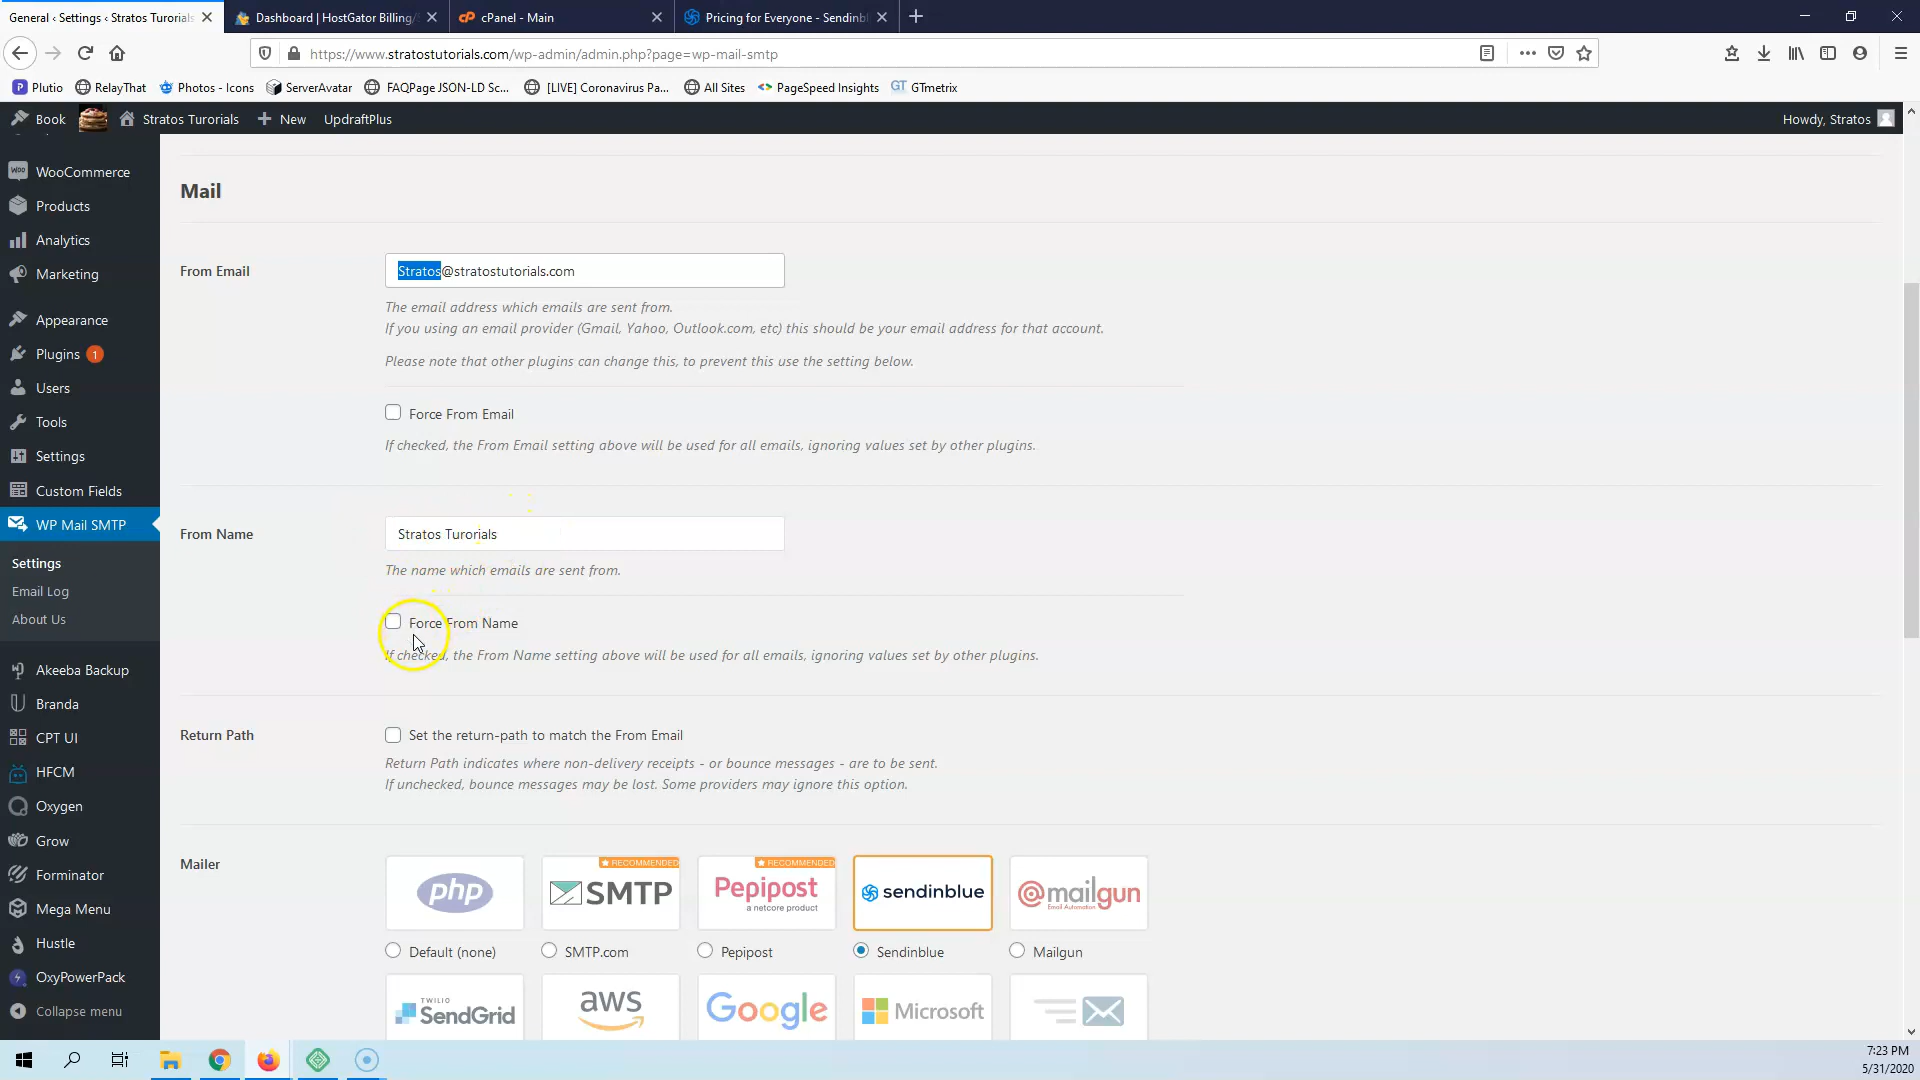 General ‹ Settings ‹ Stratos Turorials
Dashboard | HostGator Billing/
cPanel - Main
Pricing for Everyone - Sendinbl
https://www.stratostutorials.com/wp-admin/admin.php?page=wp-mail-smtp
Plutio
RelayThat
Photos - Icons
ServerAvatar
FAQPage JSON-LD Sc...
[LIVE] Coronavirus Pa...
All Sites
PageSpeed Insights
GT GTmetrix
Book
Stratos Turorials
New
UpdraftPlus
Howdy, Stratos
WooCommerce
Products
Analytics
Marketing
Appearance
Plugins 1
Users
Tools
Settings
Custom Fields
WP Mail SMTP
Settings
Email Log
About Us
Akeeba Backup
Branda
CPT UI
HFCM
Oxygen
Grow
Forminator
Mega Menu
Hustle
OxyPowerPack
Collapse menu
Mail
From Email
Stratos@stratostutorials.com
The email address which emails are sent from.
If you using an email provider (Gmail, Yahoo, Outlook.com, etc) this should be your email address for that account.
Please note that other plugins can change this, to prevent this use the setting below.
Force From Email
If checked, the From Email setting above will be used for all emails, ignoring values set by other plugins.
From Name
Stratos Turorials
The name which emails are sent from.
Force From Name
If checked, the From Name setting above will be used for all emails, ignoring values set by other plugins.
Return Path
Set the return-path to match the From Email
Return Path indicates where non-delivery receipts - or bounce messages - are to be sent.
If unchecked, bounce messages may be lost. Some providers may ignore this option.
Mailer
php
RECOMMENDED
SMTP
RECOMMENDED
Pepipost
a netcore product
sendinblue
@mailgun
Email Automation
Default (none)
SMTP.com
Pepipost
Sendinblue
Mailgun
TWILIO
SendGrid
aws
Google
Microsoft
7:23 PM
5/31/2020